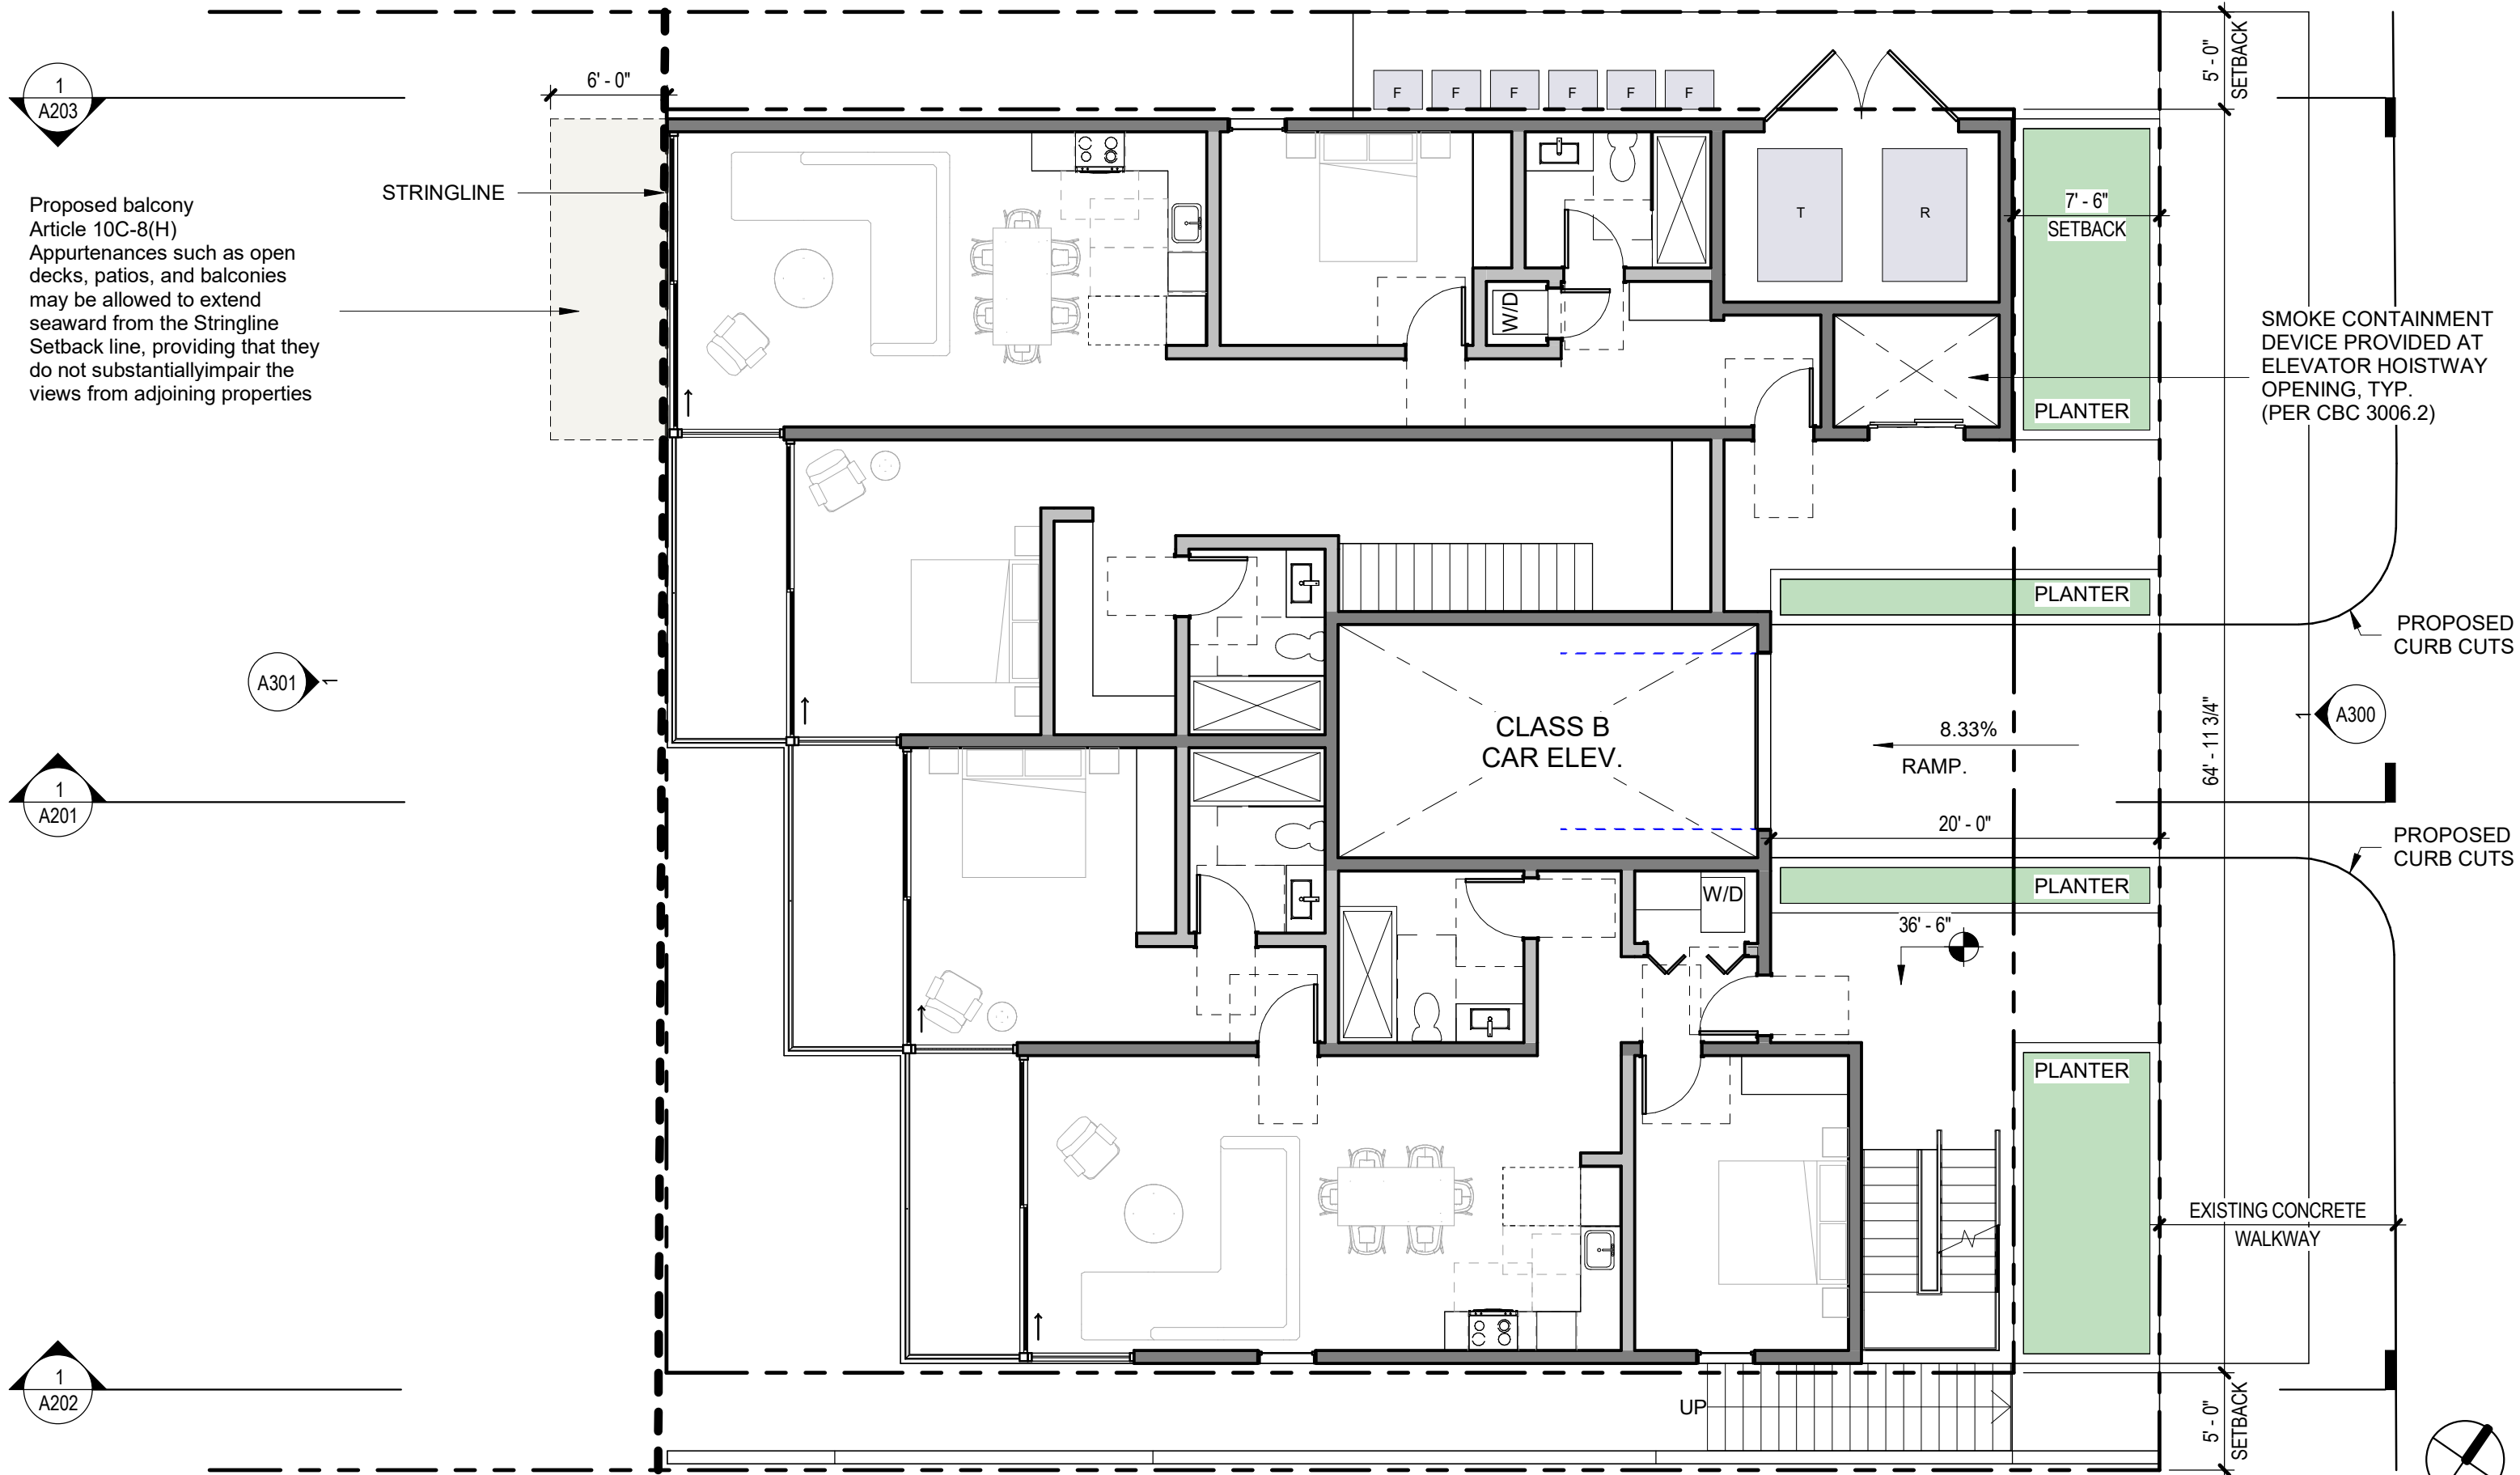 5' - 0"
SETBACK
1
A203
6' - 0"
F
F
F
F
F
F
STRINGLINE
Proposed balcony
Article 10C-8(H)
Appurtenances such as open
decks, patios, and balconies
may be allowed to extend
seaward from the Stringline
Setback line, providing that they
do not substantiallyimpair the
views from adjoining properties
T
R
7' - 6"
SETBACK
W/D
PLANTER
SMOKE CONTAINMENT
DEVICE PROVIDED AT
ELEVATOR HOISTWAY
OPENING, TYP.
(PER CBC 3006.2)
PLANTER
PROPOSED
CURB CUTS
A301
1
CLASS B
CAR ELEV.
8.33%
RAMP.
64' - 11 3/4"
1
A300
1
A201
20' - 0"
PROPOSED
CURB CUTS
PLANTER
W/D
36' - 6"
PLANTER
EXISTING CONCRETE
WALKWAY
1
A202
UP
5' - 0"
SETBACK